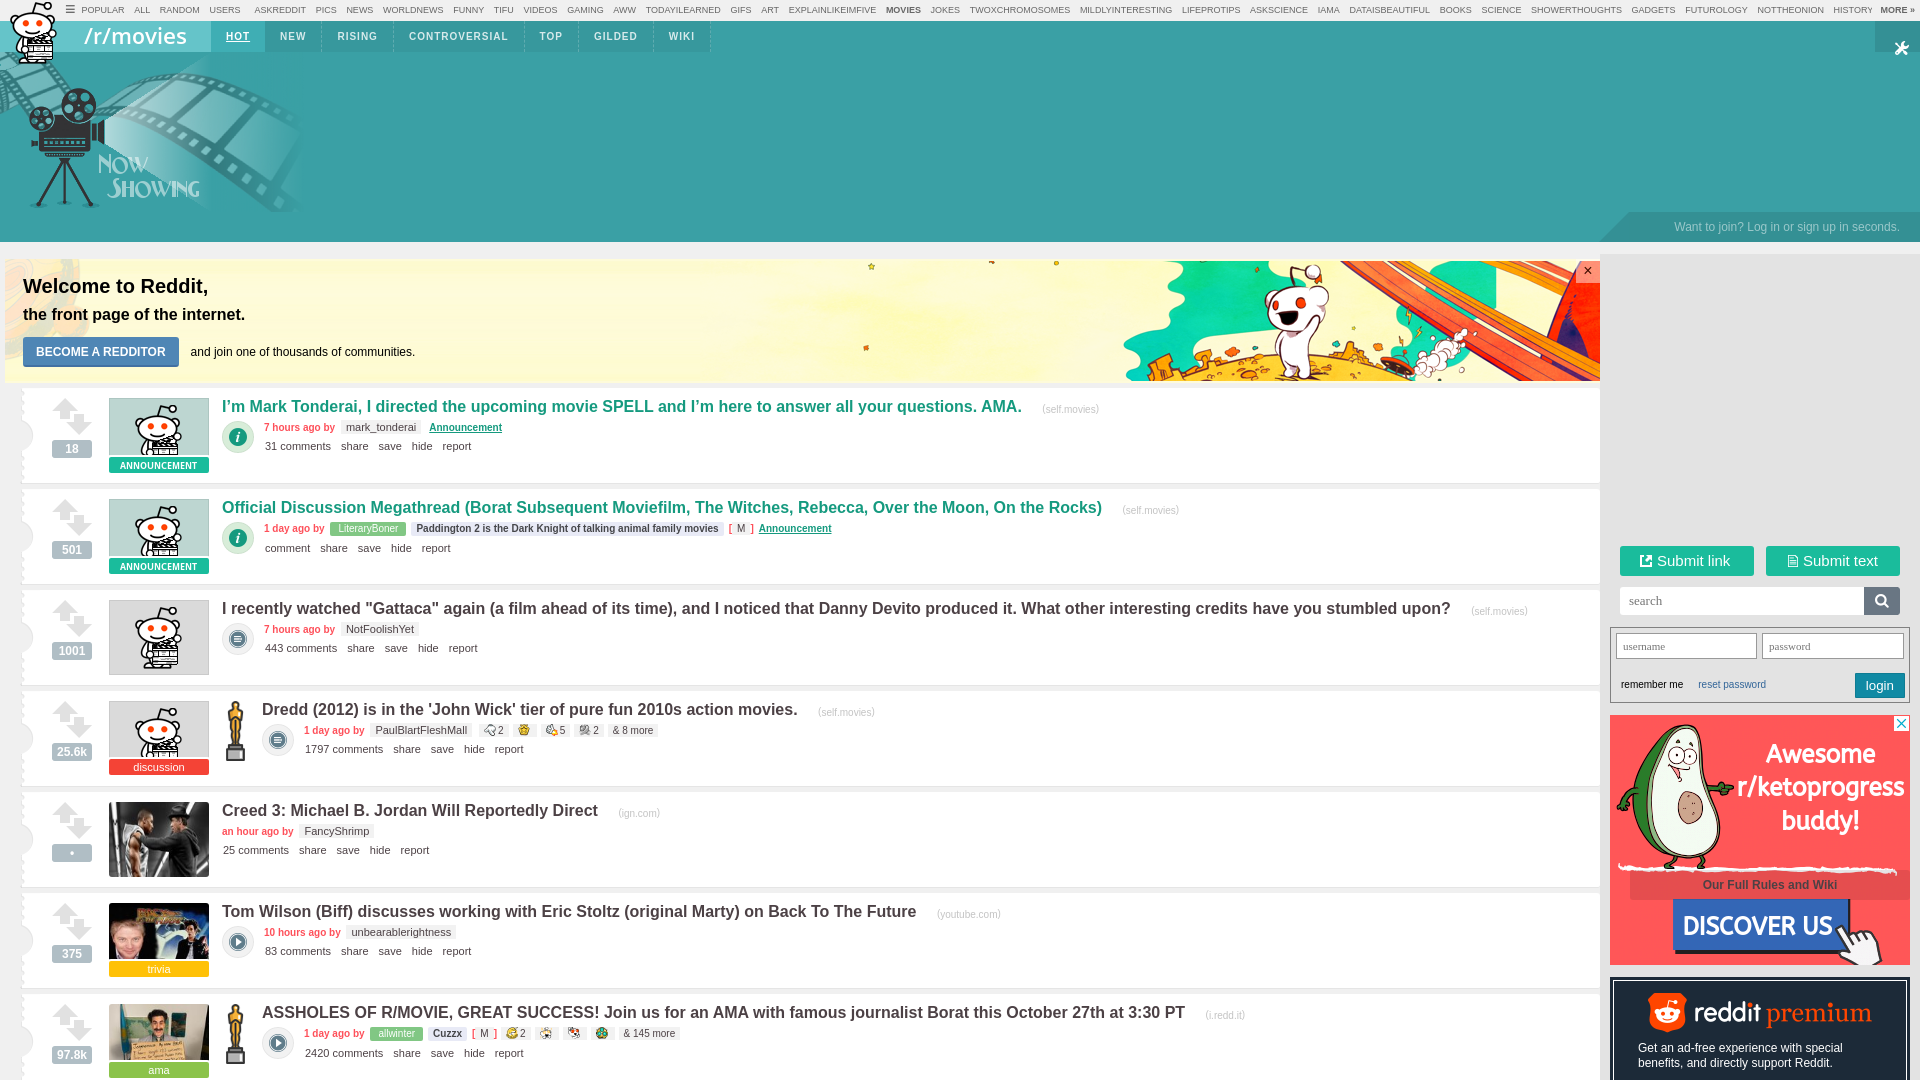 POPULAR ALL RANDOM USERS ASKREDDIT PICS NEWS WORLDNEWS FUNNY TIFU VIDEOS GAMING AWW TODAYILEARNED GIFS ART EXPLAINLIKEIMFIVE MOVIES JOKES TWOXCHROMOSOMES MILDLYINTERESTING LIFEPROTIPS ASKSCIENCE IAMA DATAISBEAUTIFUL BOOKS SCIENCE SHOWERTHOUGHTS GADGETS FUTUROLOGY NOTTHEONION HISTORY MORE »
/r/movies HOT NEW RISING CONTROVERSIAL TOP GILDED WIKI
NOW
SHOWING
Want to join? Log in or sign up in seconds.
Welcome to Reddit,
the front page of the internet.
BECOME A REDDITOR and join one of thousands of communities.
×
I'm Mark Tonderai, I directed the upcoming movie SPELL and I'm here to answer all your questions. AMA. (self.movies)
7 hours ago by mark_tonderai Announcement
18
31 comments share save hide report
ANNOUNCEMENT
Official Discussion Megathread (Borat Subsequent Moviefilm, The Witches, Rebecca, Over the Moon, On the Rocks) (self.movies)
1 day ago by LiteraryBoner Paddington 2 is the Dark Knight of talking animal family movies [ M ] Announcement
501
comment share save hide report
ANNOUNCEMENT
I recently watched "Gattaca" again (a film ahead of its time), and I noticed that Danny Devito produced it. What other interesting credits have you stumbled upon? (self.movies)
7 hours ago by NotFoolishYet
1001
443 comments share save hide report
Dredd (2012) is in the 'John Wick' tier of pure fun 2010s action movies. (self.movies)
1 day ago by PaulBlartFleshMall 2 5 2 & 8 more
25.6k
1797 comments share save hide report
discussion
Creed 3: Michael B. Jordan Will Reportedly Direct (ign.com)
an hour ago by FancyShrimp
•
25 comments share save hide report
Tom Wilson (Biff) discusses working with Eric Stoltz (original Marty) on Back To The Future (youtube.com)
10 hours ago by unbearablerightness
375
83 comments share save hide report
trivia
ASSHOLES OF R/MOVIE, GREAT SUCCESS! Join us for an AMA with famous journalist Borat this October 27th at 3:30 PT (i.redd.it)
1 day ago by allwinter Cuzzx [ M ] 2 & 145 more
97.8k
2420 comments share save hide report
ama
Submit link Submit text
search
username password
remember me reset password login
Awesome
r/ketoprogress
buddy!
Our Full Rules and Wiki
DISCOVER US
reddit premium
Get an ad-free experience with special
benefits, and directly support Reddit.